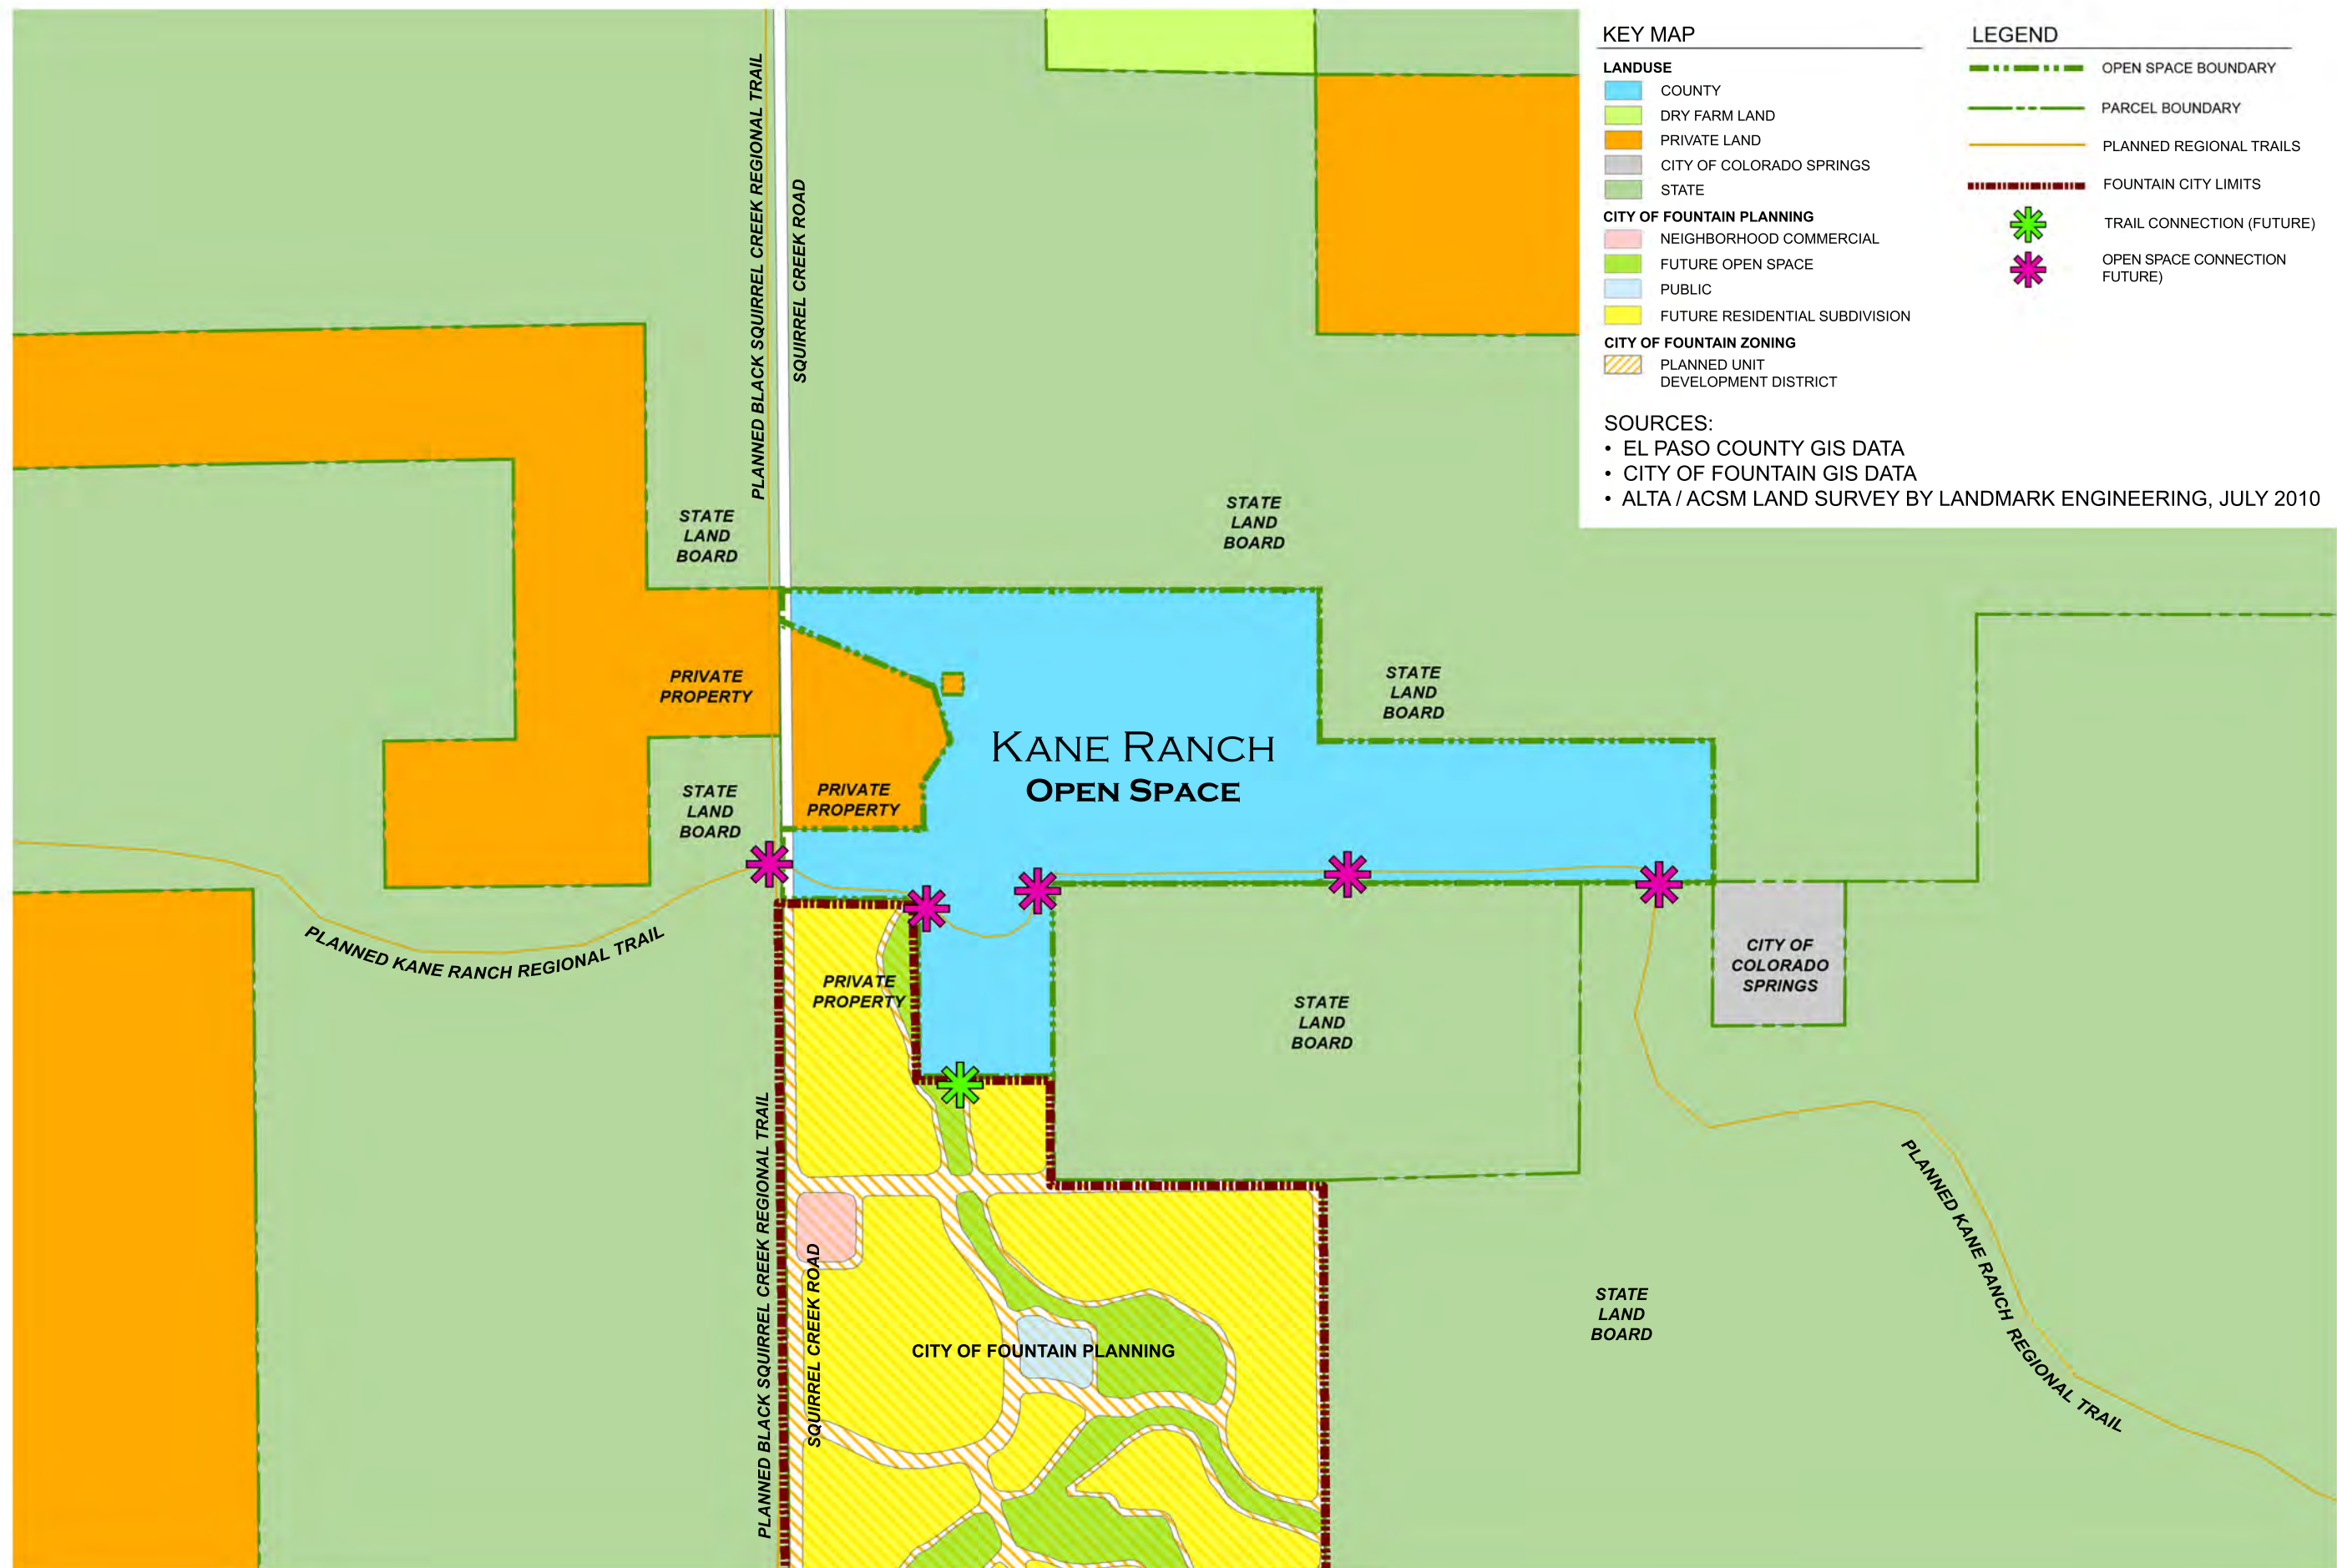 KEY MAP
LANDUSE
COUNTY
DRY FARM LAND
PRIVATE LAND
CITY OF COLORADO SPRINGS
STATE
CITY OF FOUNTAIN PLANNING
NEIGHBORHOOD COMMERCIAL
FUTURE OPEN SPACE
PUBLIC
FUTURE RESIDENTIAL SUBDIVISION
CITY OF FOUNTAIN ZONING
PLANNED UNIT
DEVELOPMENT DISTRICT
LEGEND
OPEN SPACE BOUNDARY
PARCEL BOUNDARY
PLANNED REGIONAL TRAILS
FOUNTAIN CITY LIMITS
TRAIL CONNECTION (FUTURE)
OPEN SPACE CONNECTION
FUTURE)
SOURCES:
• EL PASO COUNTY GIS DATA
• CITY OF FOUNTAIN GIS DATA
• ALTA / ACSM LAND SURVEY BY LANDMARK ENGINEERING, JULY 2010
PLANNED BLACK SQUIRREL CREEK REGIONAL TRAIL
SQUIRREL CREEK ROAD
STATE
LAND
BOARD
STATE
LAND
BOARD
PRIVATE
PROPERTY
STATE
LAND
BOARD
KANE RANCH
OPEN SPACE
STATE
LAND
BOARD
PRIVATE
PROPERTY
PLANNED KANE RANCH REGIONAL TRAIL
PRIVATE
PROPERTY
STATE
LAND
BOARD
CITY OF
COLORADO
SPRINGS
PLANNED BLACK SQUIRREL CREEK REGIONAL TRAIL
SQUIRREL CREEK ROAD
CITY OF FOUNTAIN PLANNING
STATE
LAND
BOARD
PLANNED KANE RANCH REGIONAL TRAIL